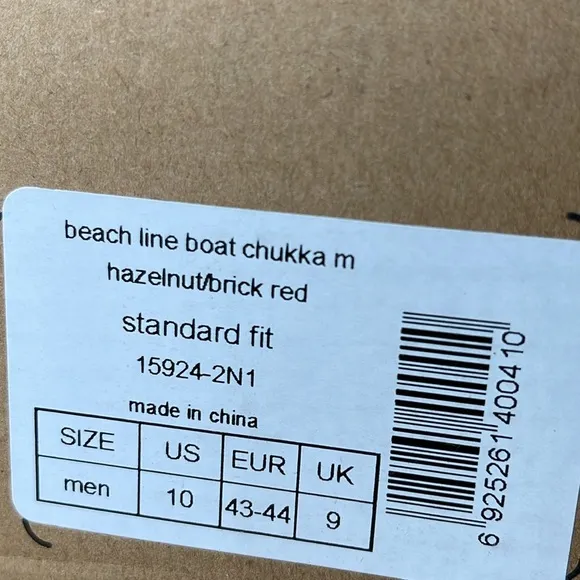 beach line boat chukka m
hazelnut/brick red
standard fit
15924-2N1
made in china
SIZE US EUR UK
men 10 43-44 9
6 925261 400410